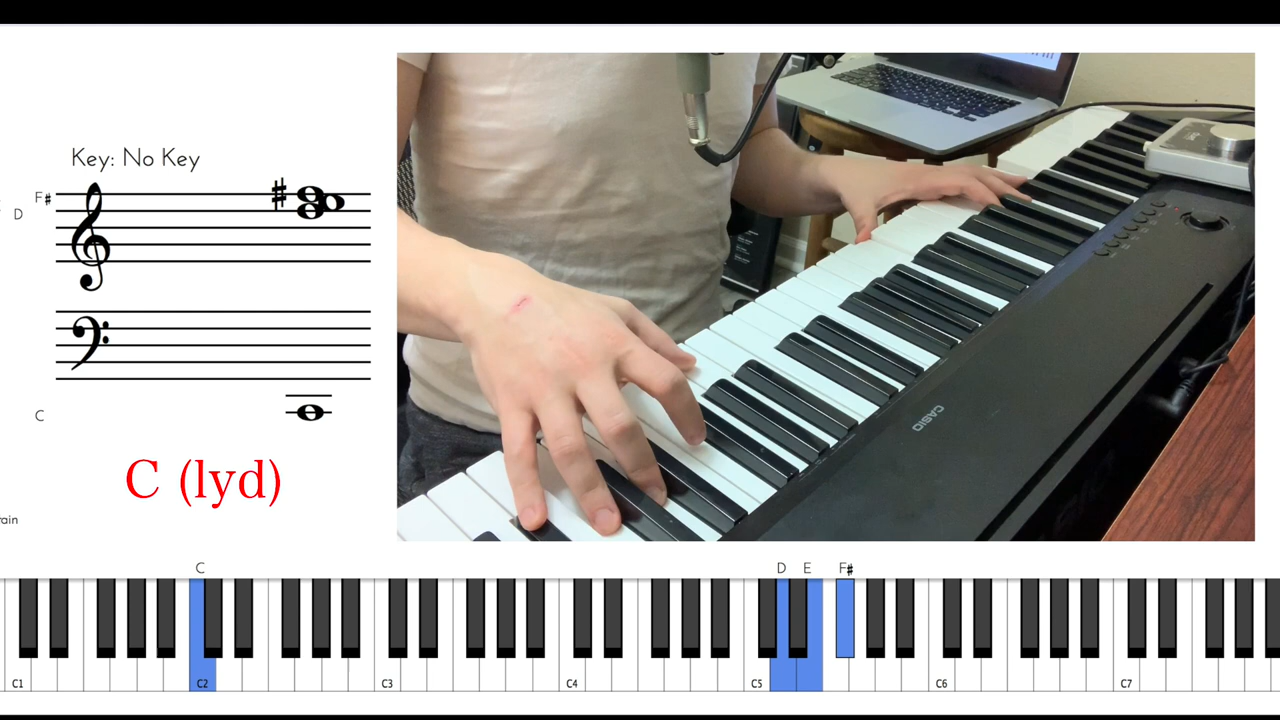 Key: No Key
F#
D
C
C (lyd)
rain
CASIO
C
D E F#
C1 C2 C3 C4 C5 C6 C7